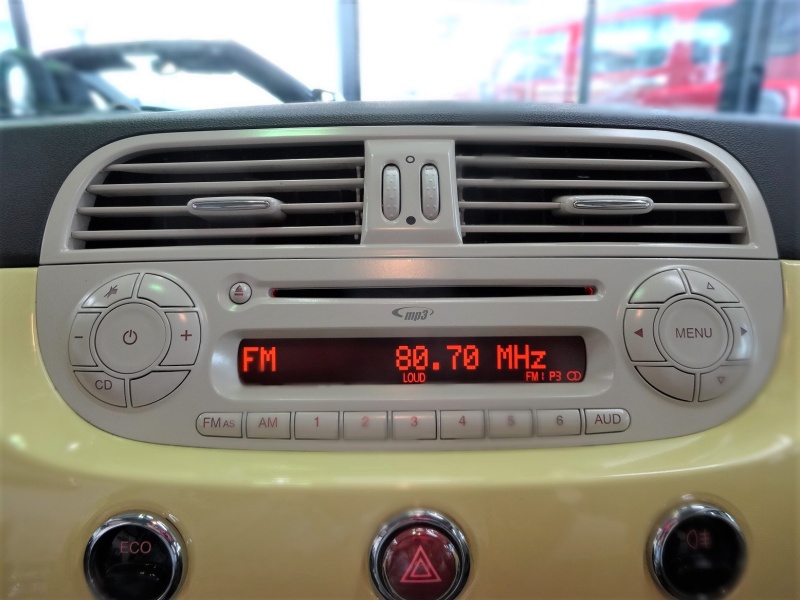 mp3
FM 80.70 MHz
LOUD FM1 P3
- +
CD
MENU
FM AS AM 1 2 3 4 5 6 AUD
ECO